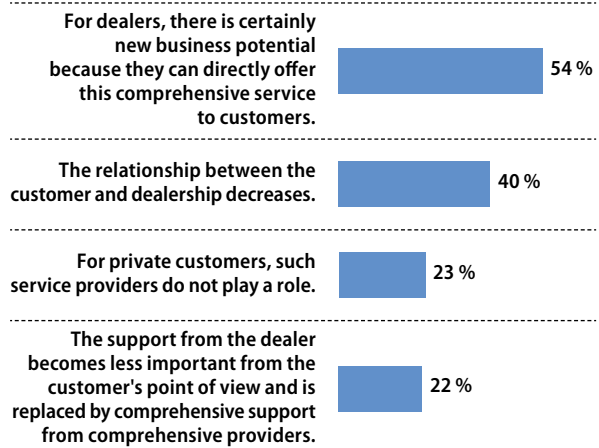 For dealers, there is certainly
new business potential
because they can directly offer
this comprehensive service
to customers.
54 %
The relationship between the
customer and dealership decreases.
40 %
For private customers, such
service providers do not play a role.
23 %
The support from the dealer
becomes less important from the
customer's point of view and is
replaced by comprehensive support
from comprehensive providers.
22 %